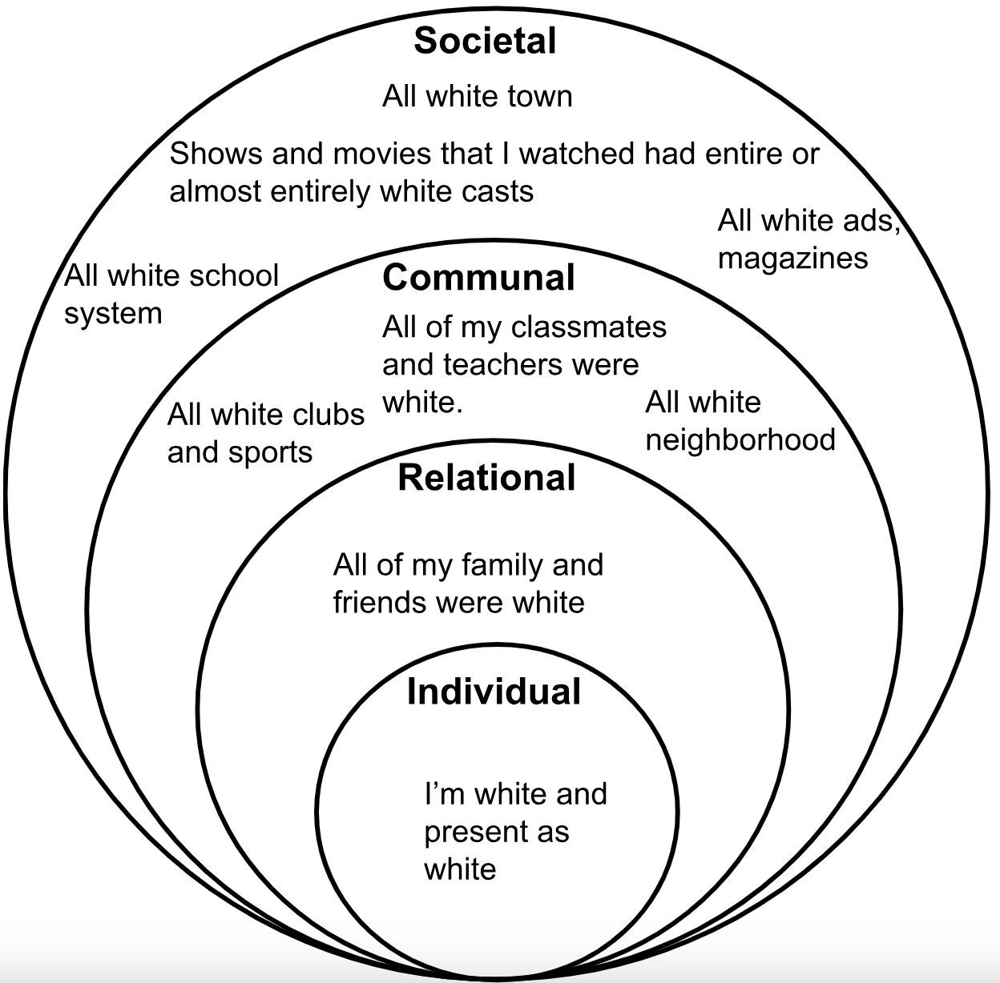 Societal
All white town
Shows and movies that I watched had entire or
almost entirely white casts
All white ads,
magazines
All white school
system
Communal
All of my classmates
and teachers were
white.
All white clubs
and sports
All white
neighborhood
Relational
All of my family and
friends were white
Individual
I’m white and
present as
white